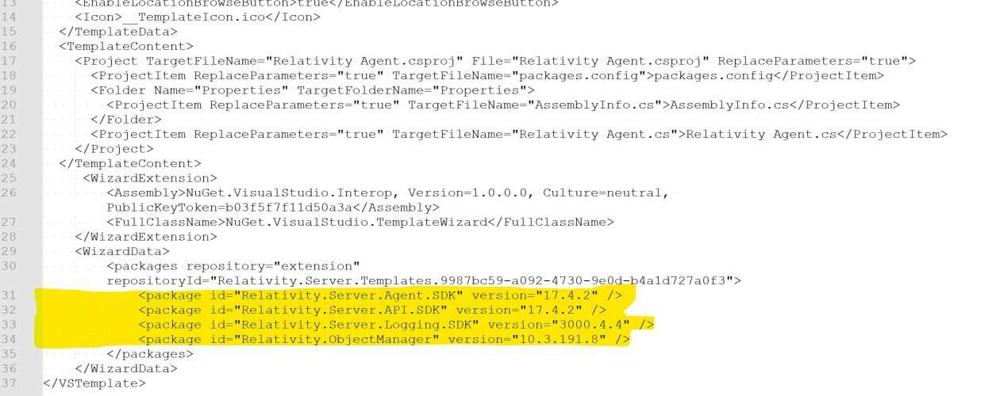 13 <EnableLocationBrowseButton>true</EnableLocationBrowseButton>
14 <Icon>__TemplateIcon.ico</Icon>
15 </TemplateData>
16 <TemplateContent>
17 <Project TargetFileName="Relativity Agent.csproj" File="Relativity Agent.csproj" ReplaceParameters="true">
18 <ProjectItem ReplaceParameters="true" TargetFileName="packages.config">packages.config</ProjectItem>
19 <Folder Name="Properties" TargetFolderName="Properties">
20 <ProjectItem ReplaceParameters="true" TargetFileName="AssemblyInfo.cs">AssemblyInfo.cs</ProjectItem>
21 </Folder>
22 <ProjectItem ReplaceParameters="true" TargetFileName="Relativity Agent.cs">Relativity Agent.cs</ProjectItem>
23 </Project>
24 </TemplateContent>
25 <WizardExtension>
26 <Assembly>NuGet.VisualStudio.Interop, Version=1.0.0.0, Culture=neutral,
PublicKeyToken=b03f5f7f11d50a3a</Assembly>
27 <FullClassName>NuGet.VisualStudio.TemplateWizard</FullClassName>
28 </WizardExtension>
29 <WizardData>
30 <packages repository="extension"
repositoryId="Relativity.Server.Templates.9987bc59-a092-4730-9e0d-b4a1d727a0f3">
31 <package id="Relativity.Server.Agent.SDK" version="17.4.2" />
32 <package id="Relativity.Server.API.SDK" version="17.4.2" />
33 <package id="Relativity.Server.Logging.SDK" version="3000.4.4" />
34 <package id="Relativity.ObjectManager" version="10.3.191.8" />
35 </packages>
36 </WizardData>
37 </VSTemplate>